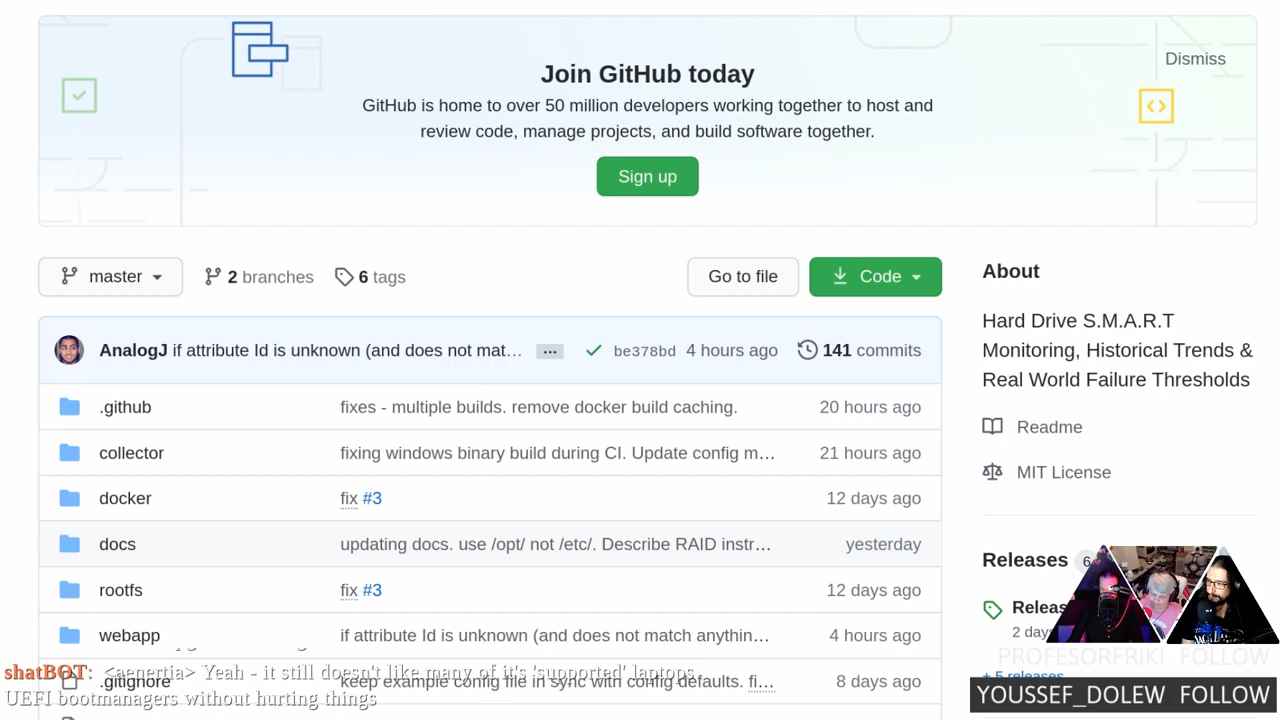 Join GitHub today
Dismiss
GitHub is home to over 50 million developers working together to host and
review code, manage projects, and build software together.
Sign up
master
2 branches
6 tags
Go to file
Code
AnalogJ if attribute Id is unknown (and does not mat…
be378bd
4 hours ago
141 commits
.github
fixes - multiple builds. remove docker build caching.
20 hours ago
collector
fixing windows binary build during CI. Update config m…
21 hours ago
docker
fix #3
12 days ago
docs
updating docs. use /opt/ not /etc/. Describe RAID instr…
yesterday
rootfs
fix #3
12 days ago
webapp
if attribute Id is unknown (and does not match anythin…
4 hours ago
.gitignore
keep example config file in sync with config defaults. fi…
8 days ago
About
Hard Drive S.M.A.R.T
Monitoring, Historical Trends &
Real World Failure Thresholds
Readme
MIT License
Releases 6
Releas
2 day
+ 5 releases
shatBOT: <aenertia> Yeah - it still doesn't like many of it's 'supported' laptops
UEFI bootmanagers without hurting things
PROFESORFRIKI FOLLOW
YOUSSEF_DOLEW FOLLOW